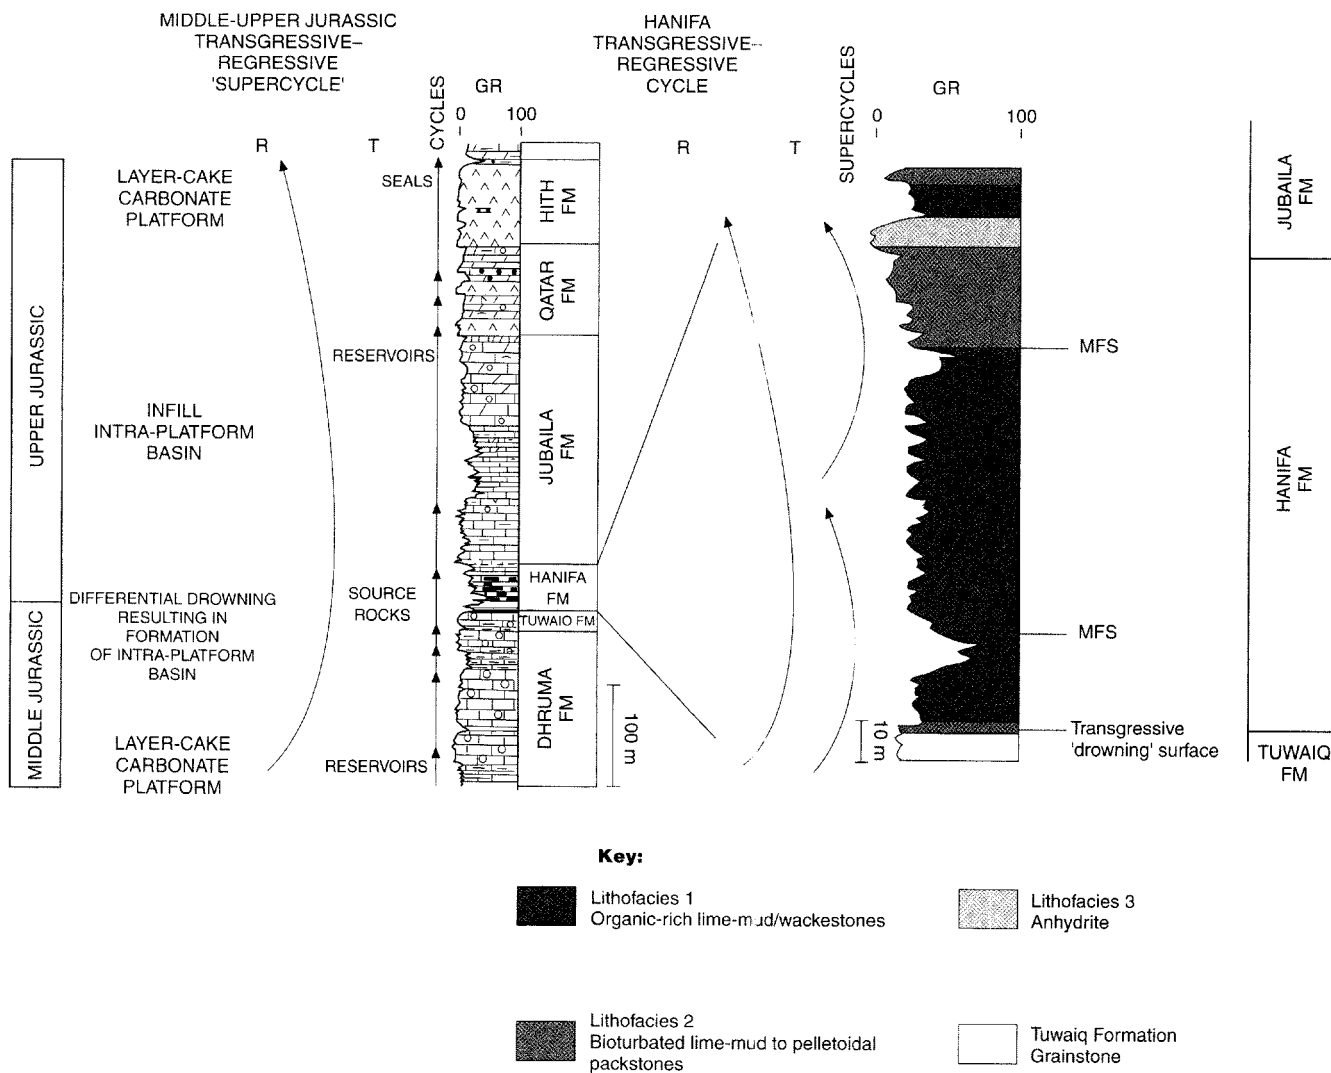 MIDDLE-UPPER JURASSIC
TRANSGRESSIVE–
REGRESSIVE
'SUPERCYCLE'
HANIFA
TRANSGRESSIVE–
REGRESSIVE
CYCLE
CYCLES
GR
0 100
R T
SUPERCYCLES
GR
0 100
R T
UPPER JURASSIC
MIDDLE JURASSIC
LAYER-CAKE
CARBONATE
PLATFORM
INFILL
INTRA-PLATFORM
BASIN
DIFFERENTIAL DROWNING
RESULTING IN
FORMATION
OF INTRA-PLATFORM
BASIN
LAYER-CAKE
CARBONATE
PLATFORM
SEALS
RESERVOIRS
SOURCE
ROCKS
RESERVOIRS
HITH
FM
QATAR
FM
JUBAILA
FM
HANIFA
FM
TUWAIO FM
DHRUMA
FM
100 m
10 m
MFS
MFS
Transgressive
'drowning' surface
JUBAILA
FM
HANIFA
FM
TUWAIQ
FM
Key:
Lithofacies 1
Organic-rich lime-mud/wackestones
Lithofacies 3
Anhydrite
Lithofacies 2
Bioturbated lime-mud to pelletoidal
packstones
Tuwaiq Formation
Grainstone